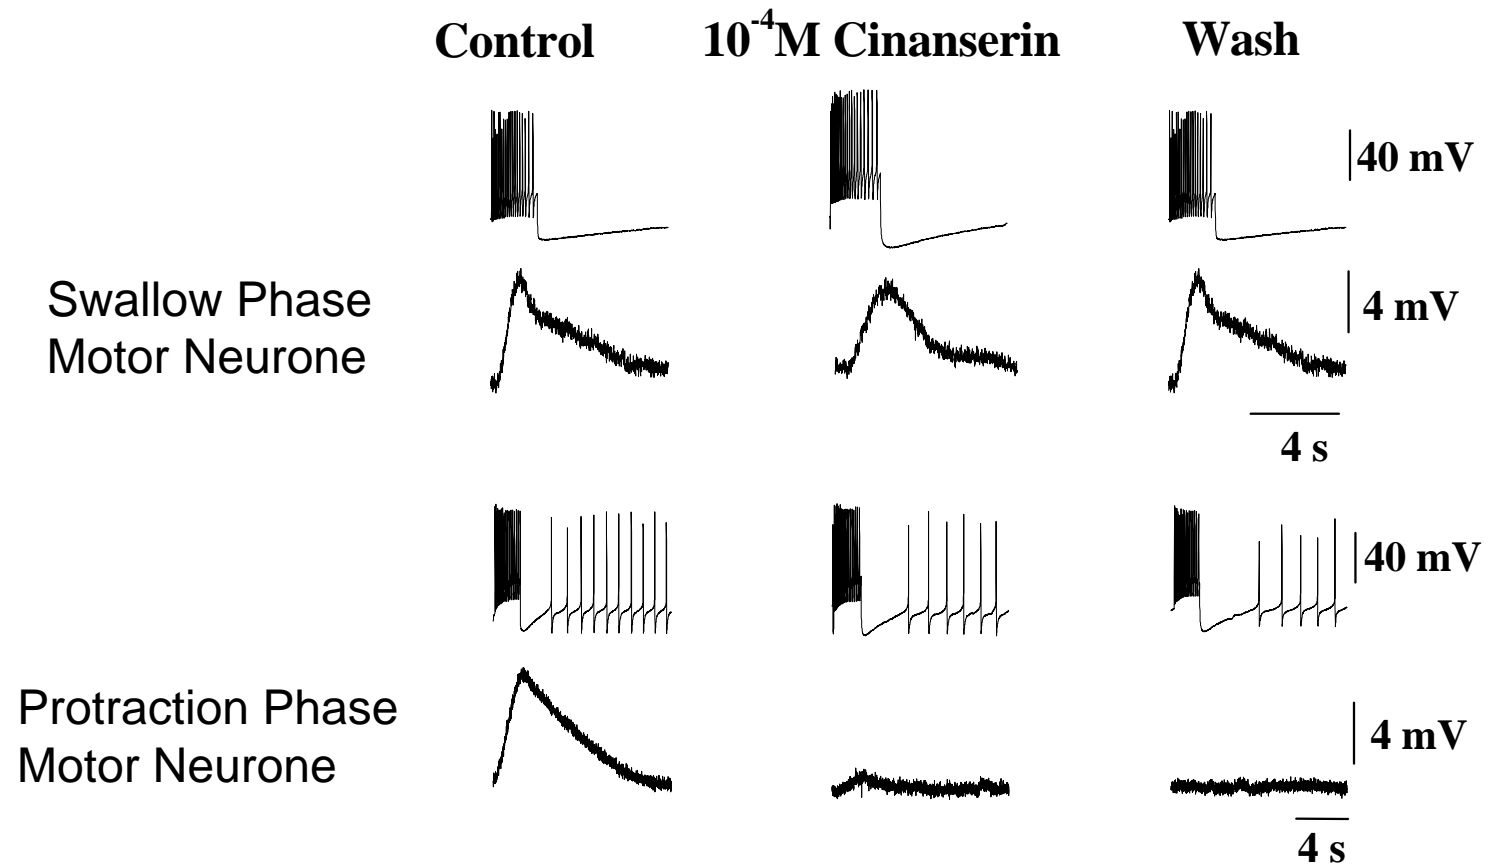 Control 10⁻⁴M Cinanserin Wash
40 mV
Swallow Phase
Motor Neurone
4 mV
4 s
40 mV
Protraction Phase
Motor Neurone
4 mV
4 s